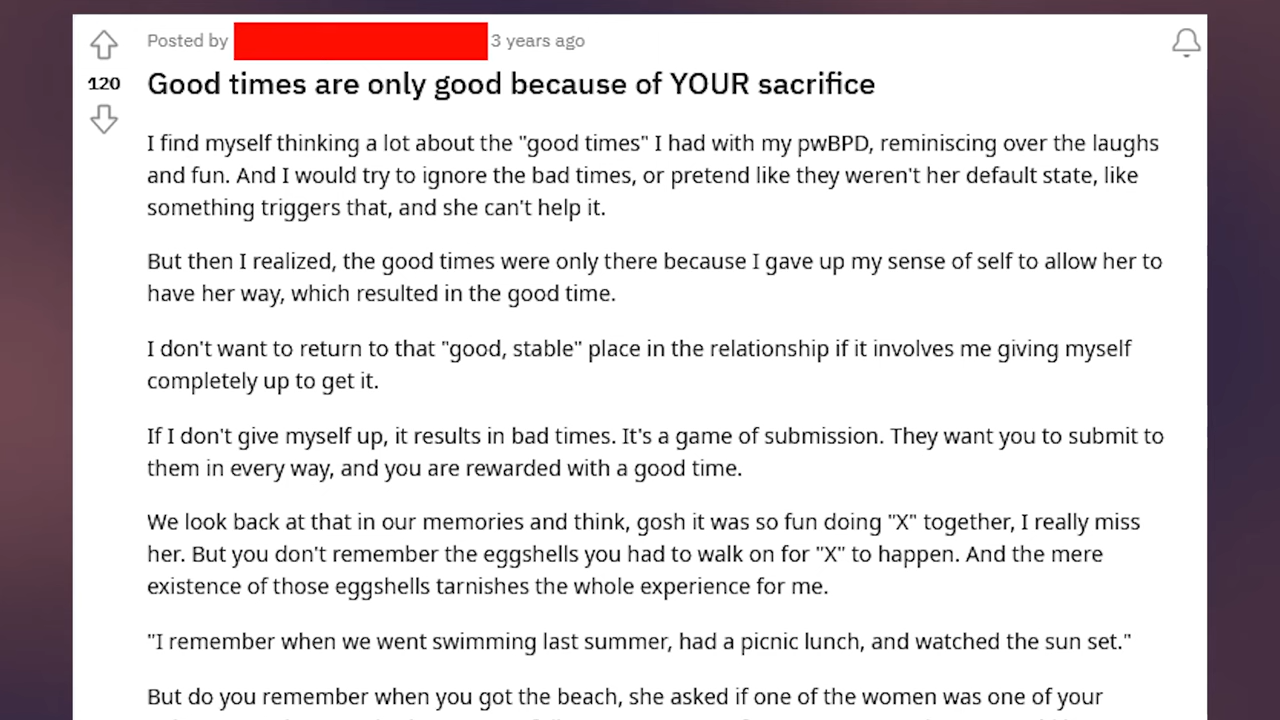 Posted by
3 years ago
120
Good times are only good because of YOUR sacrifice
I find myself thinking a lot about the "good times" I had with my pwBPD, reminiscing over the laughs
and fun. And I would try to ignore the bad times, or pretend like they weren't her default state, like
something triggers that, and she can't help it.
But then I realized, the good times were only there because I gave up my sense of self to allow her to
have her way, which resulted in the good time.
I don't want to return to that "good, stable" place in the relationship if it involves me giving myself
completely up to get it.
If I don't give myself up, it results in bad times. It's a game of submission. They want you to submit to
them in every way, and you are rewarded with a good time.
We look back at that in our memories and think, gosh it was so fun doing "X" together, I really miss
her. But you don't remember the eggshells you had to walk on for "X" to happen. And the mere
existence of those eggshells tarnishes the whole experience for me.
"I remember when we went swimming last summer, had a picnic lunch, and watched the sun set."
But do you remember when you got the beach, she asked if one of the women was one of your